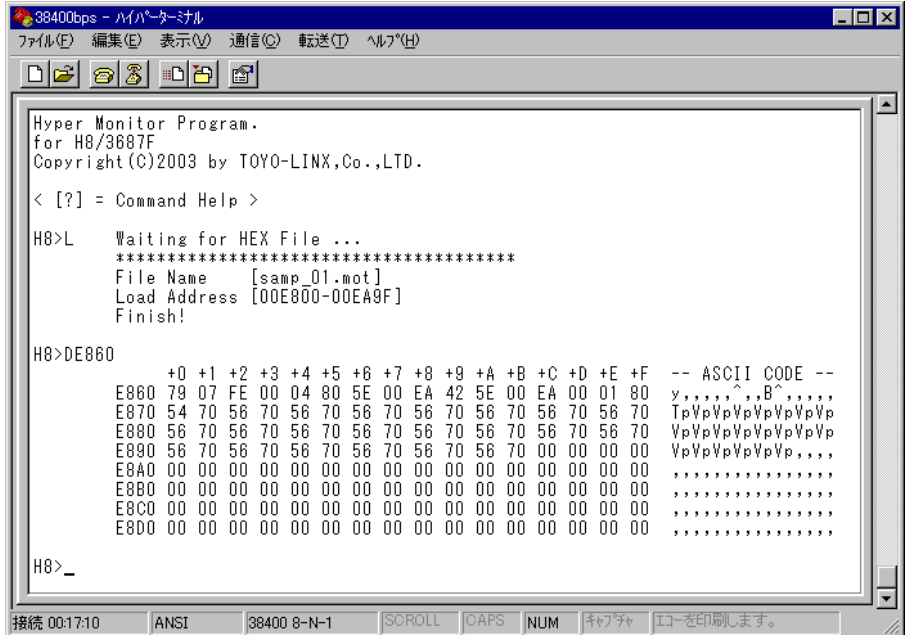 38400bps - ﾊｲﾊﾟｰﾀｰﾐﾅﾙ
ﾌｧｲﾙ(F) 編集(E) 表示(V) 通信(C) 転送(T) ﾍﾙﾌﾟ(H)
Hyper Monitor Program.
for H8/3687F
Copyright(C)2003 by TOYO-LINX,Co.,LTD.
< [?] = Command Help >
H8>L Waiting for HEX File ...
***************************************
File Name [samp_01.mot]
Load Address [00E800-00EA9F]
Finish!
H8>DE860
+0 +1 +2 +3 +4 +5 +6 +7 +8 +9 +A +B +C +D +E +F -- ASCII CODE --
E860 79 07 FE 00 04 80 5E 00 EA 42 5E 00 EA 00 01 80 y,,,,,^,,B^,,,,,
E870 54 70 56 70 56 70 56 70 56 70 56 70 56 70 56 70 TpVpVpVpVpVpVpVp
E880 56 70 56 70 56 70 56 70 56 70 56 70 56 70 56 70 VpVpVpVpVpVpVpVp
E890 56 70 56 70 56 70 56 70 56 70 56 70 00 00 00 00 VpVpVpVpVpVp,,,,
E8A0 00 00 00 00 00 00 00 00 00 00 00 00 00 00 00 00 ,,,,,,,,,,,,,,,,
E8B0 00 00 00 00 00 00 00 00 00 00 00 00 00 00 00 00 ,,,,,,,,,,,,,,,,
E8C0 00 00 00 00 00 00 00 00 00 00 00 00 00 00 00 00 ,,,,,,,,,,,,,,,,
E8D0 00 00 00 00 00 00 00 00 00 00 00 00 00 00 00 00 ,,,,,,,,,,,,,,,,
H8>_
接続 00:17:10 ANSI 38400 8-N-1 SCROLL CAPS NUM ｷｬﾌﾟﾁｬ ｴｺｰを印刷します。